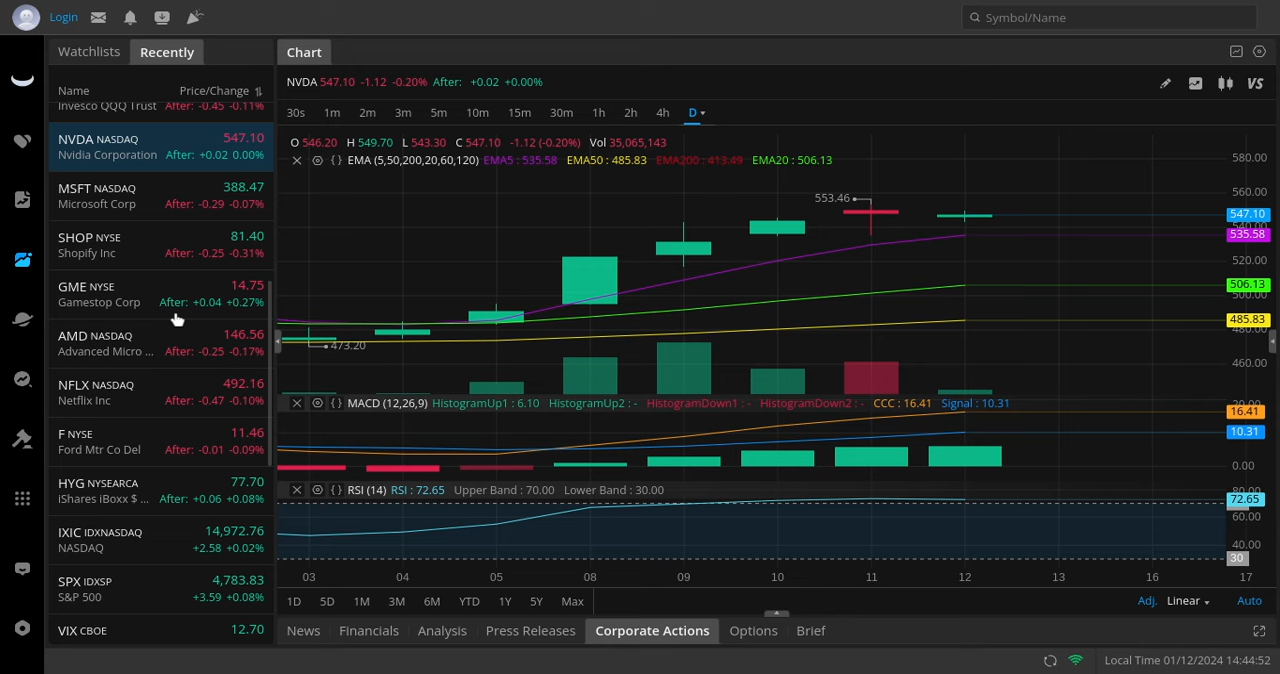 Login
Symbol/Name
Watchlists Recently
Name Price/Change
Invesco QQQ Trust After: -0.45 -0.11%
NVDA NASDAQ 547.10
Nvidia Corporation After: +0.02 0.00%
MSFT NASDAQ 388.47
Microsoft Corp After: -0.29 -0.07%
SHOP NYSE 81.40
Shopify Inc After: -0.25 -0.31%
GME NYSE 14.75
Gamestop Corp After: +0.04 +0.27%
AMD NASDAQ 146.56
Advanced Micro ... After: -0.25 -0.17%
NFLX NASDAQ 492.16
Netflix Inc After: -0.47 -0.10%
F NYSE 11.46
Ford Mtr Co Del After: -0.01 -0.09%
HYG NYSEARCA 77.70
iShares iBoxx $ ... After: +0.06 +0.08%
IXIC IDXNASDAQ 14,972.76
NASDAQ +2.58 +0.02%
SPX IDXSP 4,783.83
S&P 500 +3.59 +0.08%
VIX CBOE 12.70
Chart
NVDA 547.10 -1.12 -0.20% After: +0.02 +0.00%
VS
30s 1m 2m 3m 5m 10m 15m 30m 1h 2h 4h D
O 546.20 H 549.70 L 543.30 C 547.10 -1.12 (-0.20%) Vol 35,065,143
EMA (5,50,200,20,60,120) EMA5 : 535.58 EMA50 : 485.83 EMA200 : 413.49 EMA20 : 506.13
580.00
560.00
553.46
547.10
540.00
535.58
520.00
506.13
500.00
485.83
480.00
473.20
460.00
MACD (12,26,9) HistogramUp1 : 6.10 HistogramUp2 : - HistogramDown1 : - HistogramDown2 : - CCC : 16.41 Signal : 10.31
16.41
10.31
0.00
RSI (14) RSI : 72.65 Upper Band : 70.00 Lower Band : 30.00
80.00
72.65
60.00
40.00
30
03 04 05 08 09 10 11 12 13 16 17
1D 5D 1M 3M 6M YTD 1Y 5Y Max Adj. Linear Auto
News Financials Analysis Press Releases Corporate Actions Options Brief
Local Time 01/12/2024 14:44:52